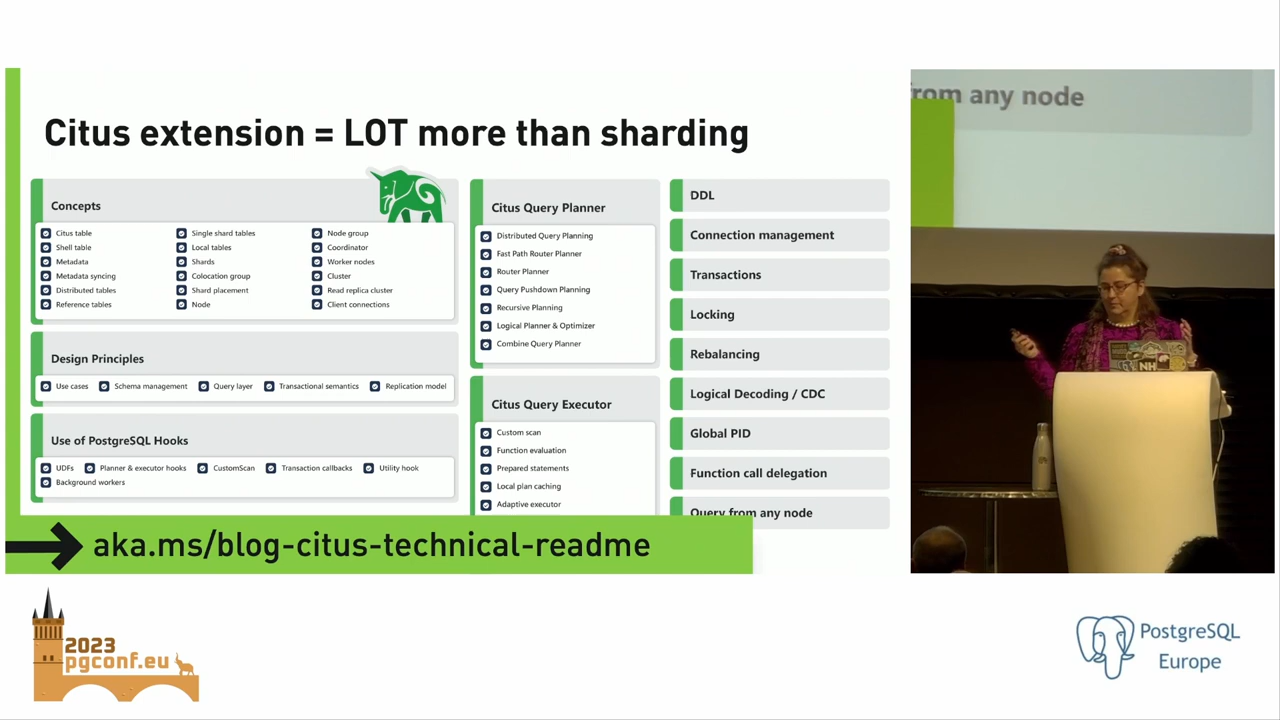 Citus extension = LOT more than sharding
Concepts
Citus table
Shell table
Metadata
Metadata syncing
Distributed tables
Reference tables
Single shard tables
Local tables
Shards
Colocation group
Shard placement
Node
Node group
Coordinator
Worker nodes
Cluster
Read replica cluster
Client connections
Design Principles
Use cases Schema management Query layer Transactional semantics Replication model
Use of PostgreSQL Hooks
UDFs Planner & executor hooks CustomScan Transaction callbacks Utility hook
Background workers
Citus Query Planner
Distributed Query Planning
Fast Path Router Planner
Router Planner
Query Pushdown Planning
Recursive Planning
Logical Planner & Optimizer
Combine Query Planner
Citus Query Executor
Custom scan
Function evaluation
Prepared statements
Local plan caching
Adaptive executor
DDL
Connection management
Transactions
Locking
Rebalancing
Logical Decoding / CDC
Global PID
Function call delegation
Query from any node
aka.ms/blog-citus-technical-readme
from any node
NH
2023
pgconf.eu
PostgreSQL
Europe